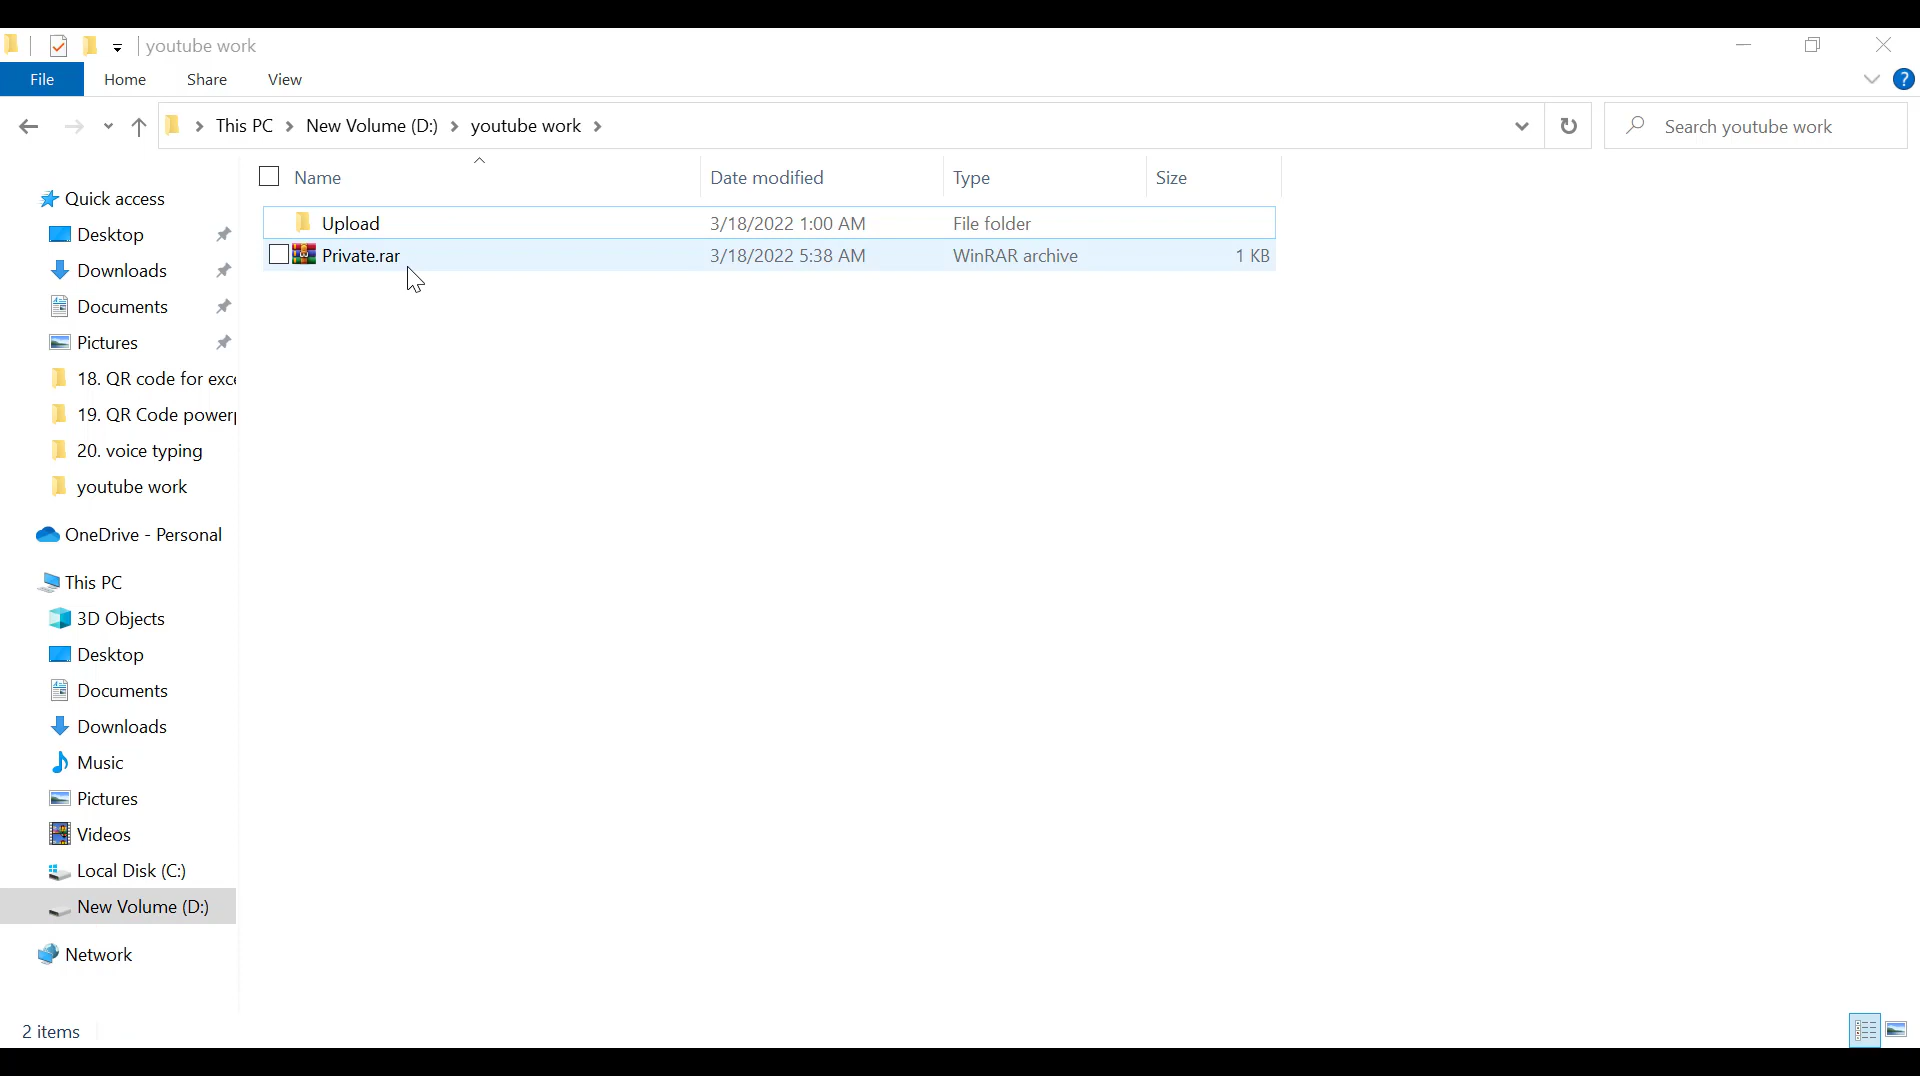 youtube work
File Home Share View
This PC New Volume (D:) youtube work
Search youtube work
Name Date modified Type Size
Upload 3/18/2022 1:00 AM File folder
Private.rar 3/18/2022 5:38 AM WinRAR archive 1 KB
Quick access
Desktop
Downloads
Documents
Pictures
18. QR code for exce
19. QR Code powerp
20. voice typing
youtube work
OneDrive - Personal
This PC
3D Objects
Desktop
Documents
Downloads
Music
Pictures
Videos
Local Disk (C:)
New Volume (D:)
Network
2 items